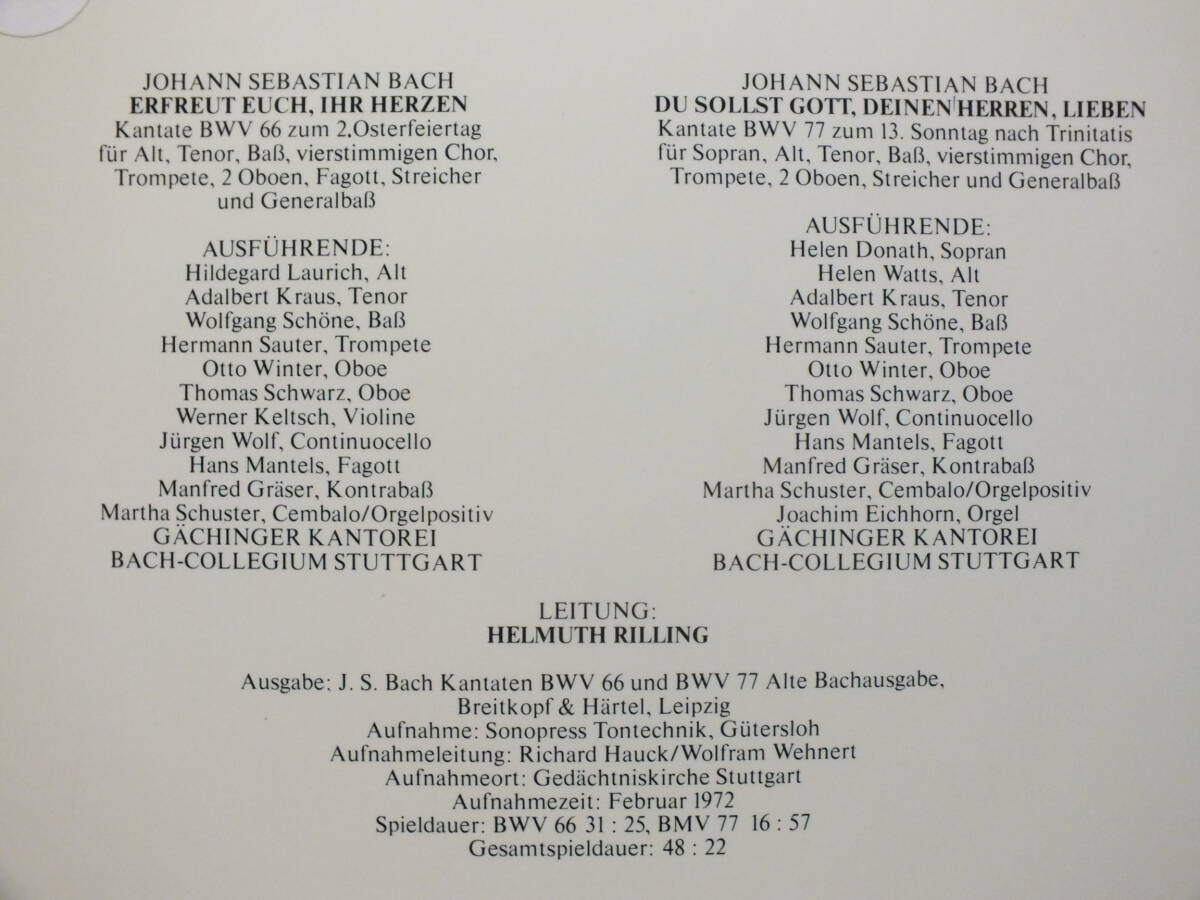 JOHANN SEBASTIAN BACH
ERFREUT EUCH, IHR HERZEN
Kantate BWV 66 zum 2.Osterfeiertag
für Alt, Tenor, Baß, vierstimmigen Chor,
Trompete, 2 Oboen, Fagott, Streicher
und Generalbaß
AUSFÜHRENDE:
Hildegard Laurich, Alt
Adalbert Kraus, Tenor
Wolfgang Schöne, Baß
Hermann Sauter, Trompete
Otto Winter, Oboe
Thomas Schwarz, Oboe
Werner Keltsch, Violine
Jürgen Wolf, Continuocello
Hans Mantels, Fagott
Manfred Gräser, Kontrabaß
Martha Schuster, Cembalo/Orgelpositiv
GÄCHINGER KANTOREI
BACH-COLLEGIUM STUTTGART
JOHANN SEBASTIAN BACH
DU SOLLST GOTT, DEINEN HERREN, LIEBEN
Kantate BWV 77 zum 13. Sonntag nach Trinitatis
für Sopran, Alt, Tenor, Baß, vierstimmigen Chor,
Trompete, 2 Oboen, Streicher und Generalbaß
AUSFÜHRENDE:
Helen Donath, Sopran
Helen Watts, Alt
Adalbert Kraus, Tenor
Wolfgang Schöne, Baß
Hermann Sauter, Trompete
Otto Winter, Oboe
Thomas Schwarz, Oboe
Jürgen Wolf, Continuocello
Hans Mantels, Fagott
Manfred Gräser, Kontrabaß
Martha Schuster, Cembalo/Orgelpositiv
Joachim Eichhorn, Orgel
GÄCHINGER KANTOREI
BACH-COLLEGIUM STUTTGART
LEITUNG:
HELMUTH RILLING
Ausgabe: J. S. Bach Kantaten BWV 66 und BWV 77 Alte Bachausgabe,
Breitkopf & Härtel, Leipzig
Aufnahme: Sonopress Tontechnik, Gütersloh
Aufnahmeleitung: Richard Hauck/Wolfram Wehnert
Aufnahmeort: Gedächtniskirche Stuttgart
Aufnahmezeit: Februar 1972
Spieldauer: BWV 66 31 : 25, BMV 77 16 : 57
Gesamtspieldauer: 48 : 22